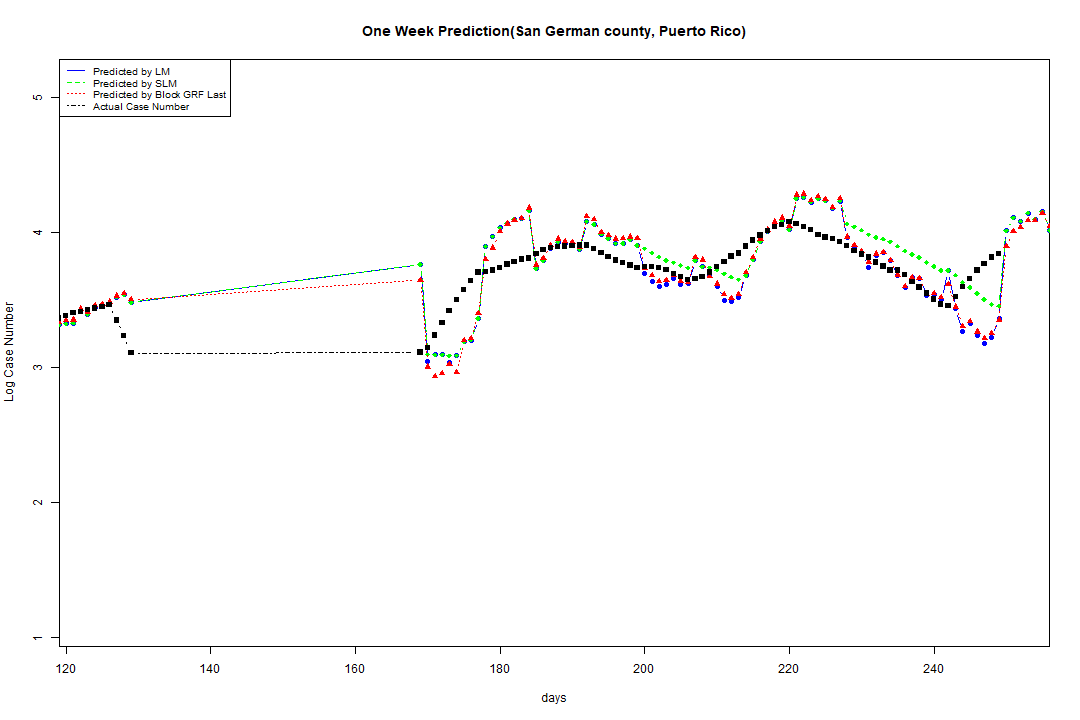 One Week Prediction(San German county, Puerto Rico)
Predicted by LM
Predicted by SLM
Predicted by Block GRF Last
Actual Case Number
5
4
3
2
1
Log Case Number
120 140 160 180 200 220 240
days